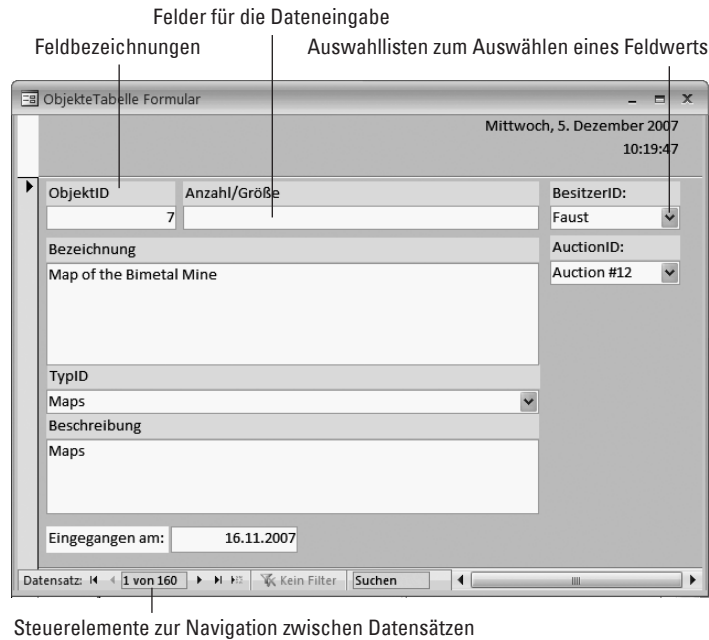 Felder für die Dateneingabe
Feldbezeichnungen
Auswahllisten zum Auswählen eines Feldwerts
ObjekteTabelle Formular
Mittwoch, 5. Dezember 2007
10:19:47
ObjektID
Anzahl/Größe
BesitzerID:
7
Faust
Bezeichnung
AuctionID:
Map of the Bimetal Mine
Auction #12
TypID
Maps
Beschreibung
Maps
Eingegangen am: 16.11.2007
Datensatz: 1 von 160 Kein Filter Suchen
Steuerelemente zur Navigation zwischen Datensätzen